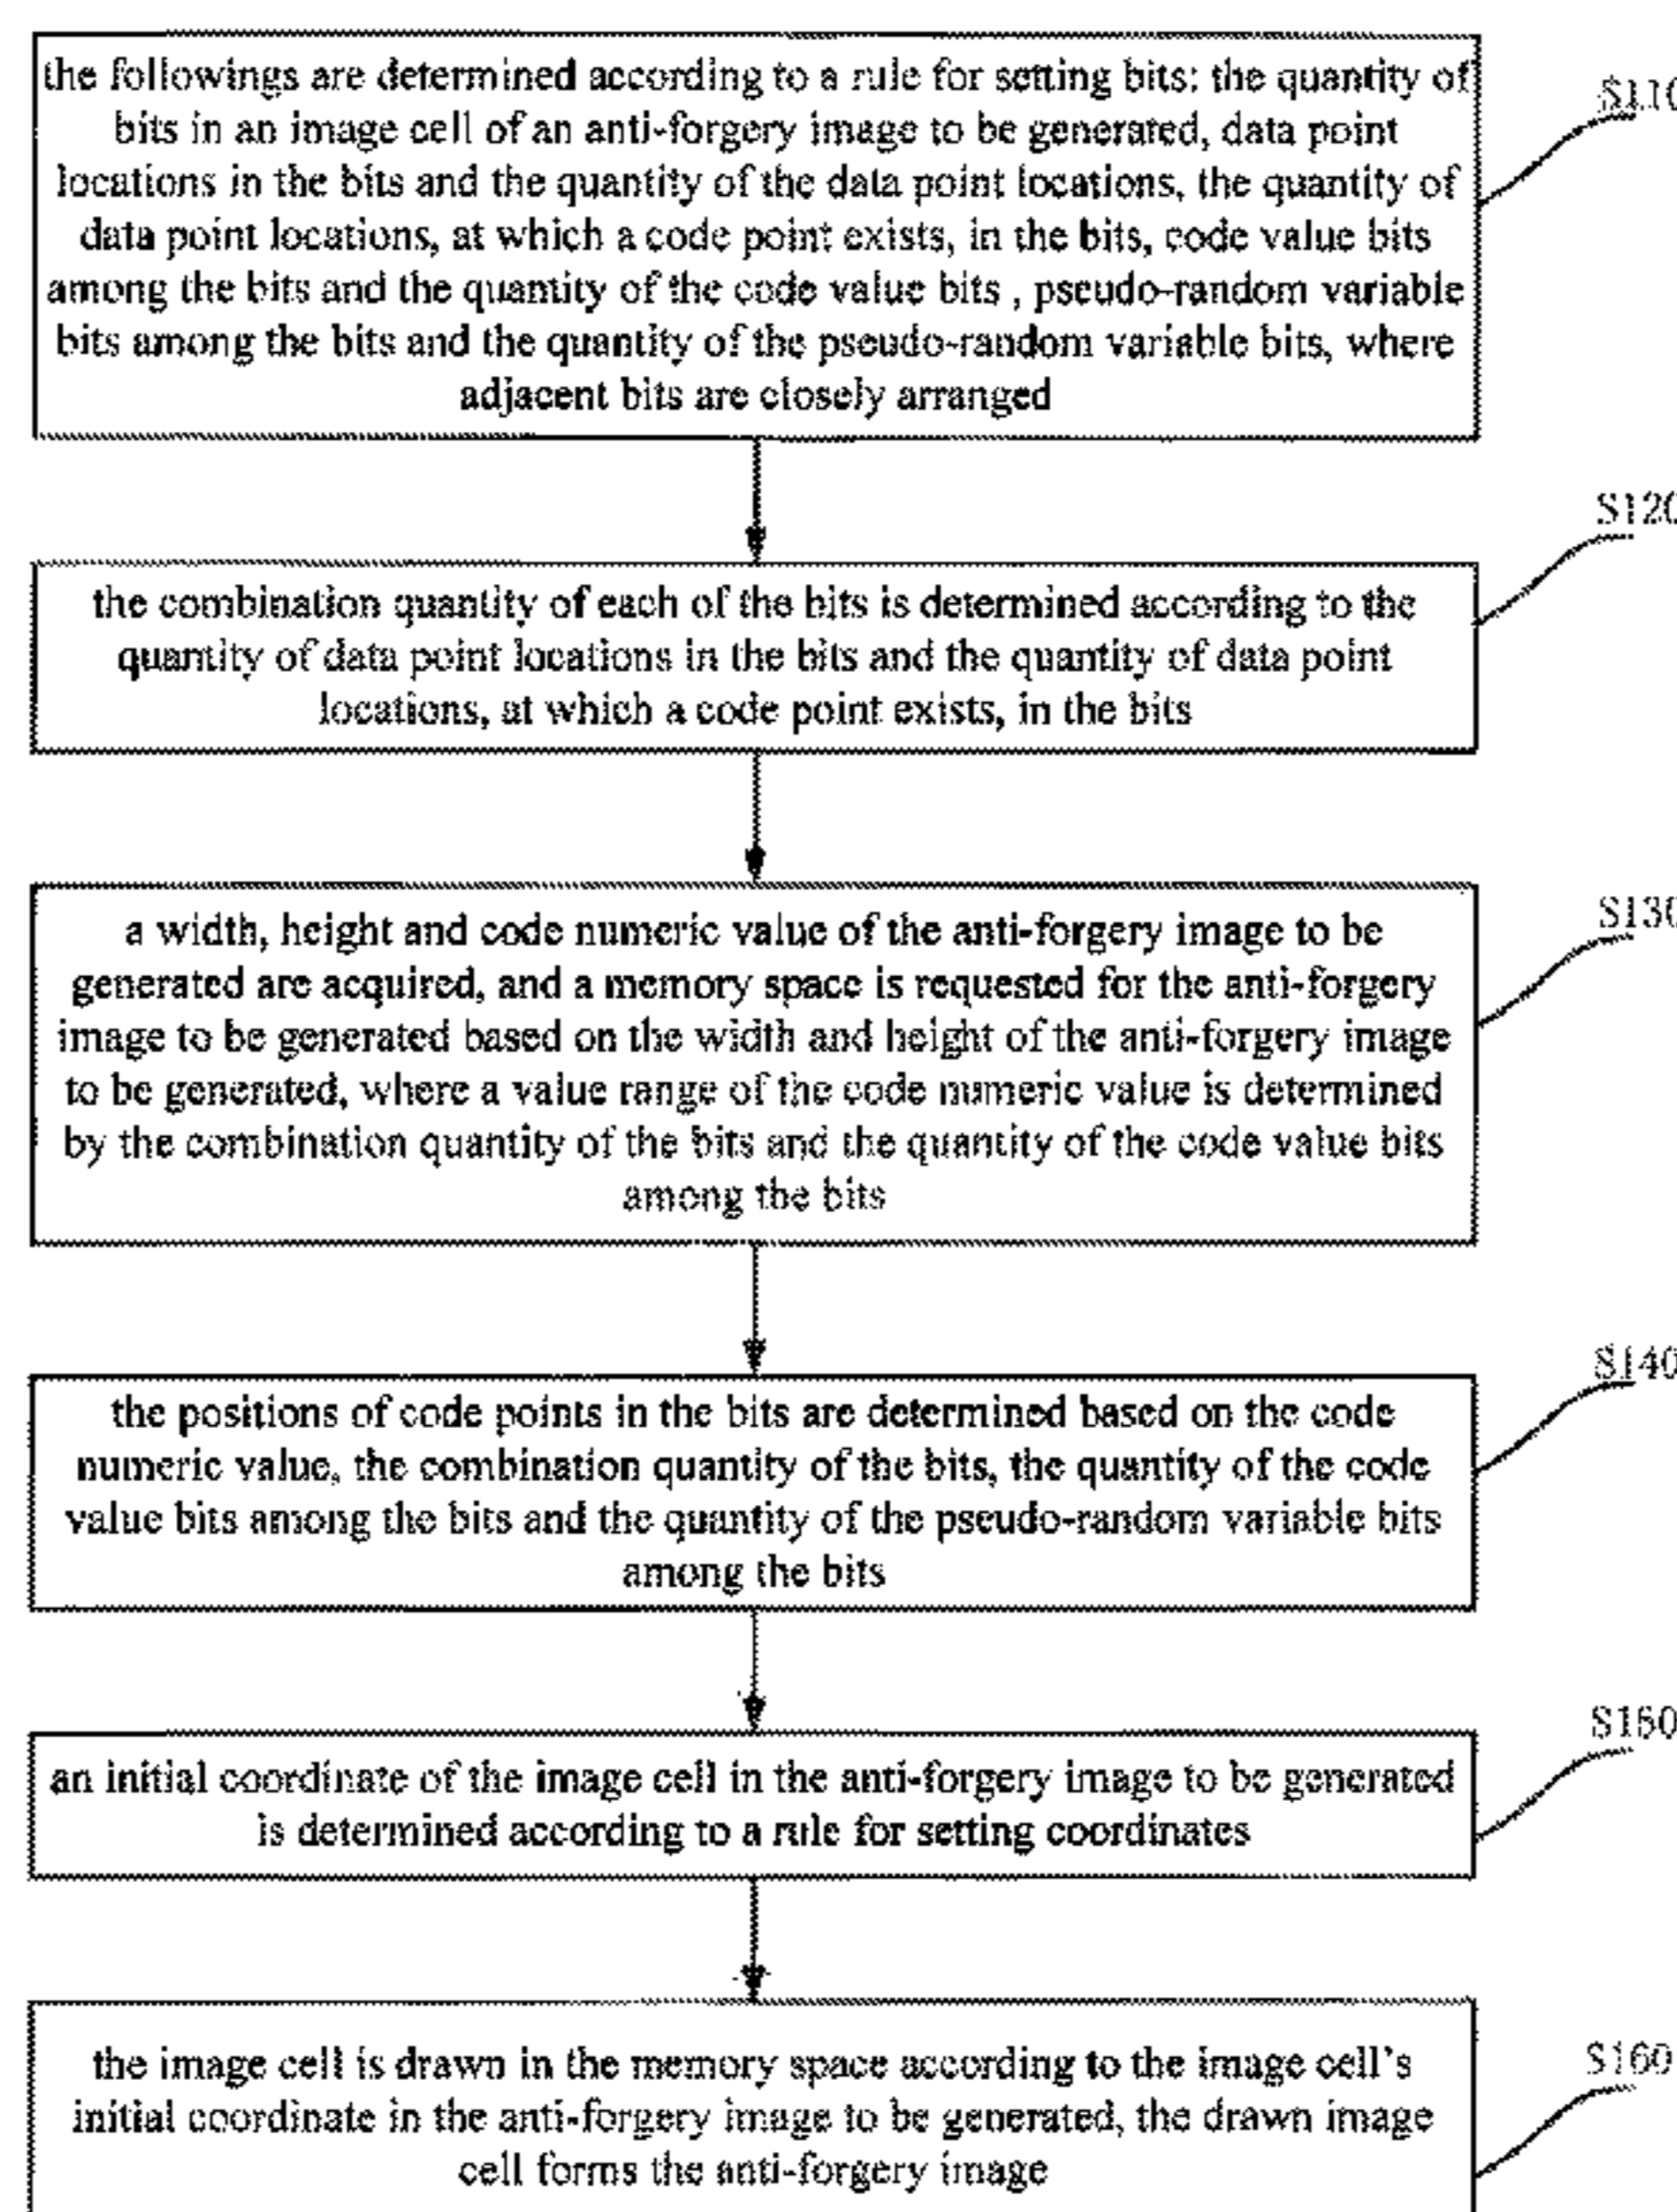 the followings are determined according to a rule for setting bits: the quantity of
S110
bits in an image cell of an anti-forgery image to be generated, data point
locations in the bits and the quantity of the data point locations, the quantity of
data point locations, at which a code point exists, in the bits, code value bits
among the bits and the quantity of the code value bits , pseudo-random variable
bits among the bits and the quantity of the pseudo-random variable bits, where
adjacent bits are closely arranged
S120
the combination quantity of each of the bits is determined according to the
quantity of data point locations in the bits and the quantity of data point
locations, at which a code point exists, in the bits
S130
a width, height and code numeric value of the anti-forgery image to be
generated are acquired, and a memory space is requested for the anti-forgery
image to be generated based on the width and height of the anti-forgery image
to be generated, where a value range of the code numeric value is determined
by the combination quantity of the bits and the quantity of the code value bits
among the bits
S140
the positions of code points in the bits are determined based on the code
numeric value, the combination quantity of the bits, the quantity of the code
value bits among the bits and the quantity of the pseudo-random variable bits
among the bits
S150
an initial coordinate of the image cell in the anti-forgery image to be generated
is determined according to a rule for setting coordinates
S160
the image cell is drawn in the memory space according to the image cell's
initial coordinate in the anti-forgery image to be generated, the drawn image
cell forms the anti-forgery image